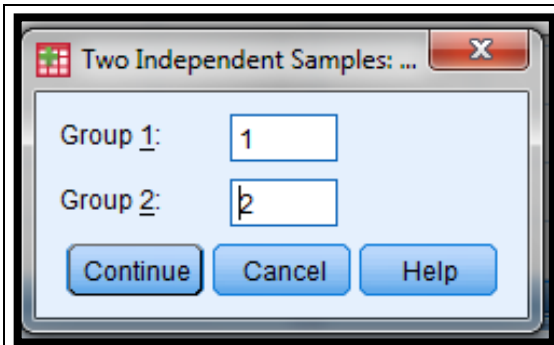 Two Independent Samples: ...
Group 1: 1
Group 2: 2
Continue Cancel Help